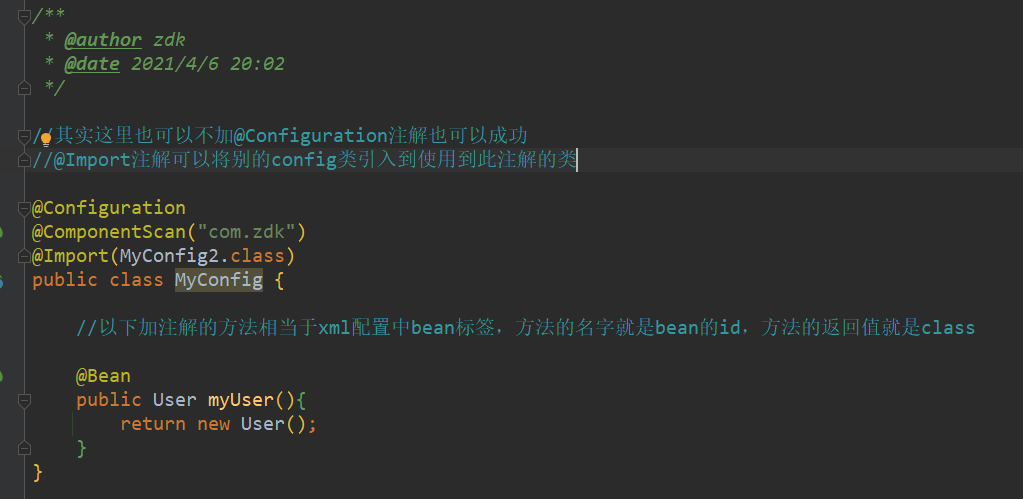 /**
 * @author zdk
 * @date 2021/4/6 20:02
 */
//其实这里也可以不加@Configuration注解也可以成功
//@Import注解可以将别的config类引入到使用到此注解的类
@Configuration
@ComponentScan("com.zdk")
@Import(MyConfig2.class)
public class MyConfig {
    //以下加注解的方法相当于xml配置中bean标签，方法的名字就是bean的id，方法的返回值就是class
    @Bean
    public User myUser(){
        return new User();
    }
}